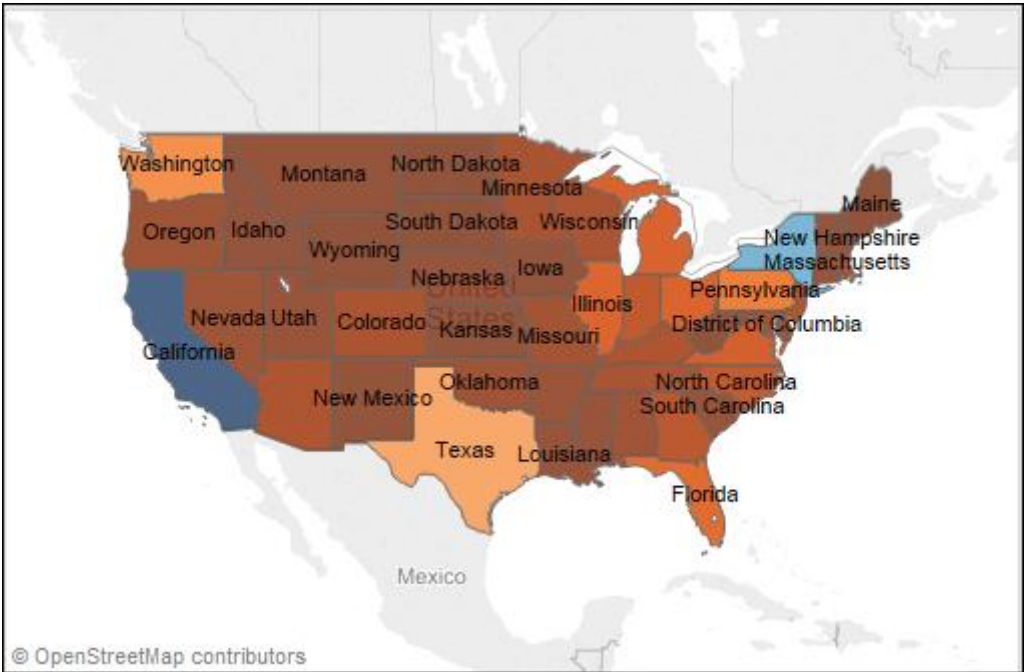 Washington
Montana
North Dakota
Minnesota
Maine
Oregon
Idaho
South Dakota
Wisconsin
New Hampshire
Wyoming
Massachusetts
Nebraska
Iowa
United
States
Pennsylvania
Illinois
Nevada
Utah
Colorado
Kansas
Missouri
District of Columbia
California
Oklahoma
North Carolina
New Mexico
South Carolina
Texas
Louisiana
Florida
Mexico
© OpenStreetMap contributors